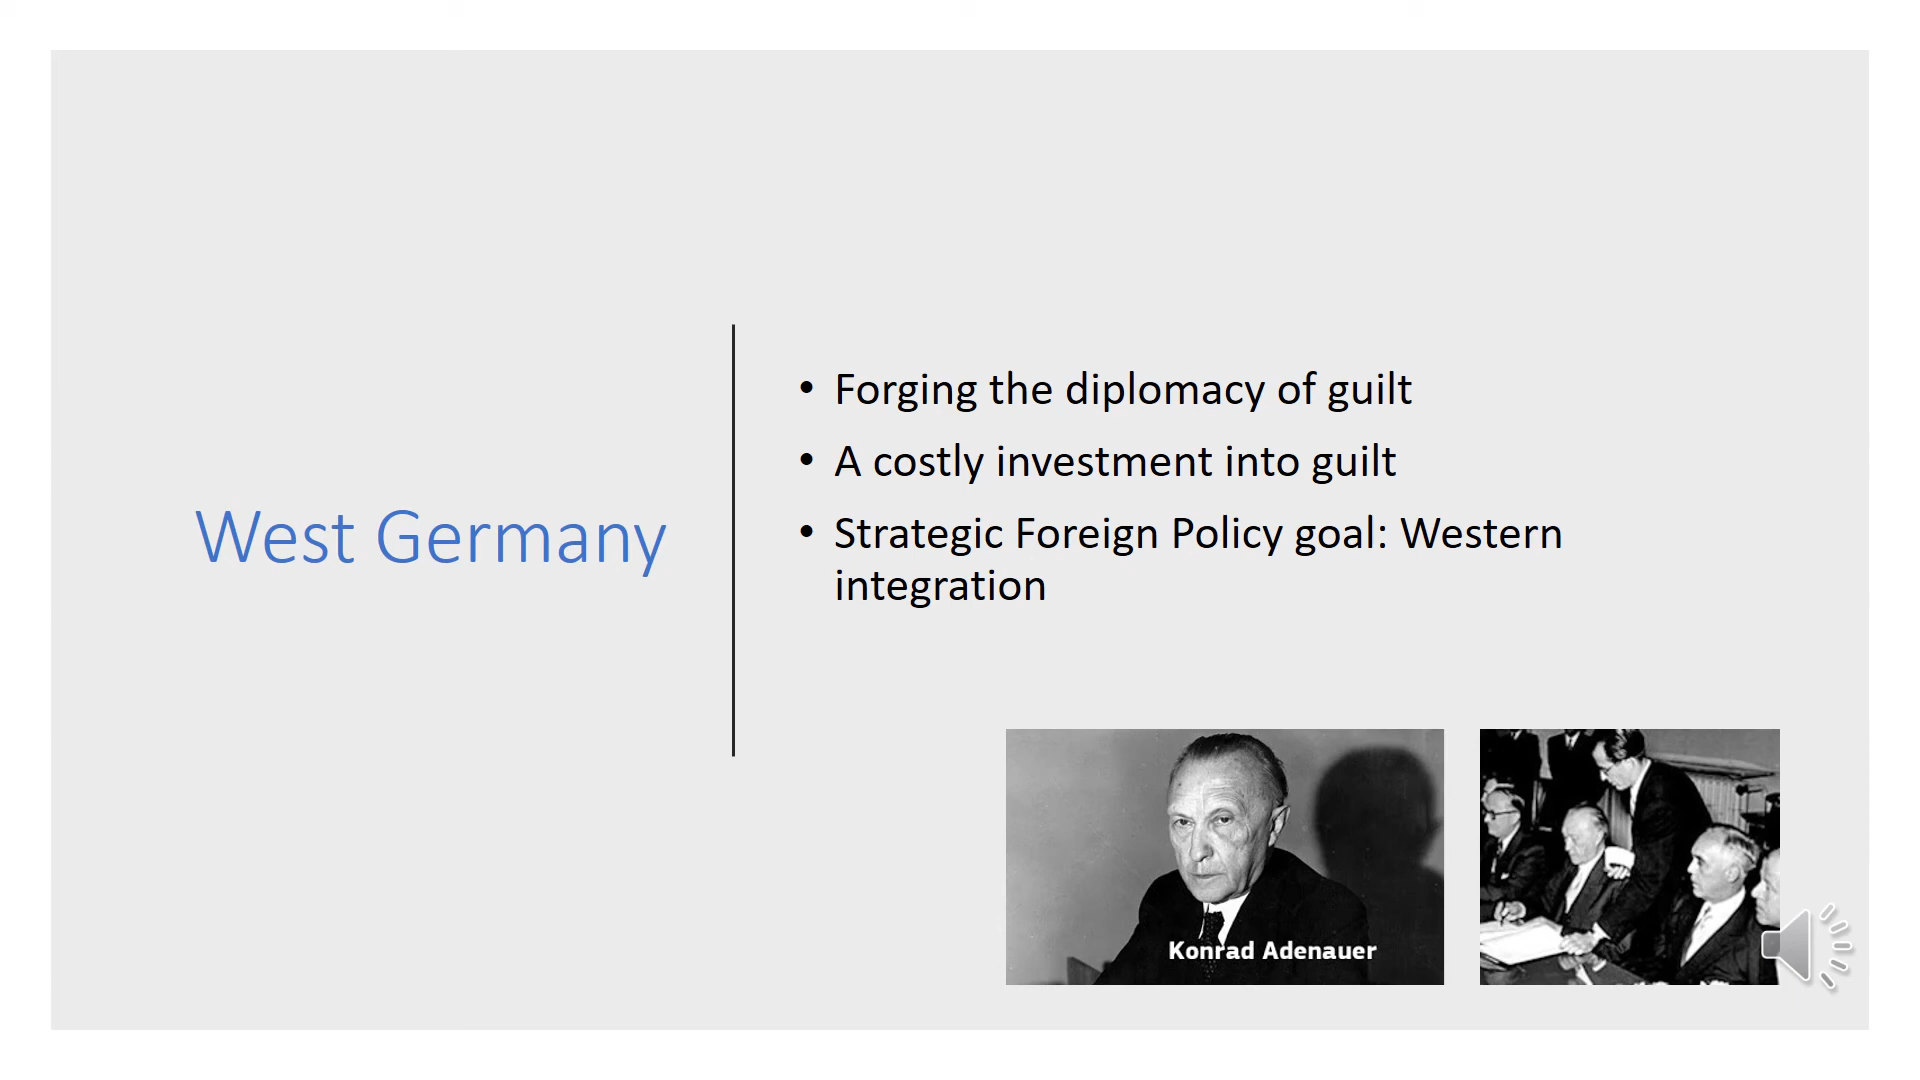 West Germany
• Forging the diplomacy of guilt
• A costly investment into guilt
• Strategic Foreign Policy goal: Western
integration
Konrad Adenauer